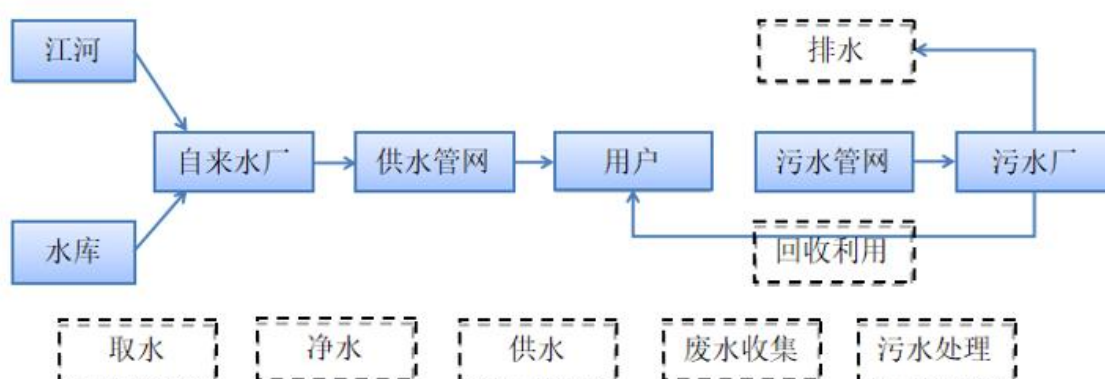 江河
排水
自来水厂
供水管网
用户
污水管网
污水厂
水库
回收利用
取水
净水
供水
废水收集
污水处理